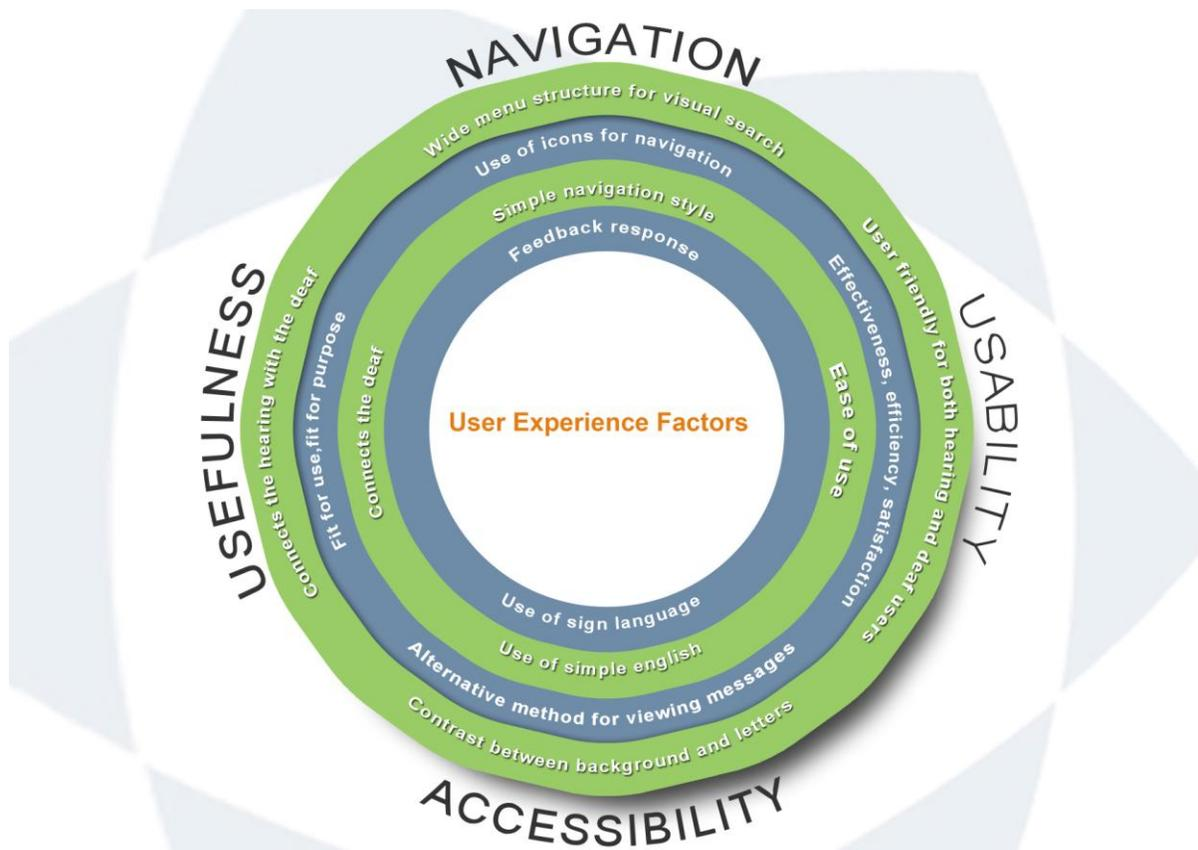 NAVIGATION
Wide menu structure for visual search
Use of icons for navigation
Simple navigation style
Feedback response
USEFULNESS
Connects the hearing with the deaf
Fit for use,fit for purpose
Connects the deaf
User Experience Factors
Ease of use
Effectiveness, efficiency, satisfaction
User friendly for both hearing and deaf users
USABILITY
Use of sign language
Use of simple english
Alternative method for viewing messages
Contrast between background and letters
ACCESSIBILITY